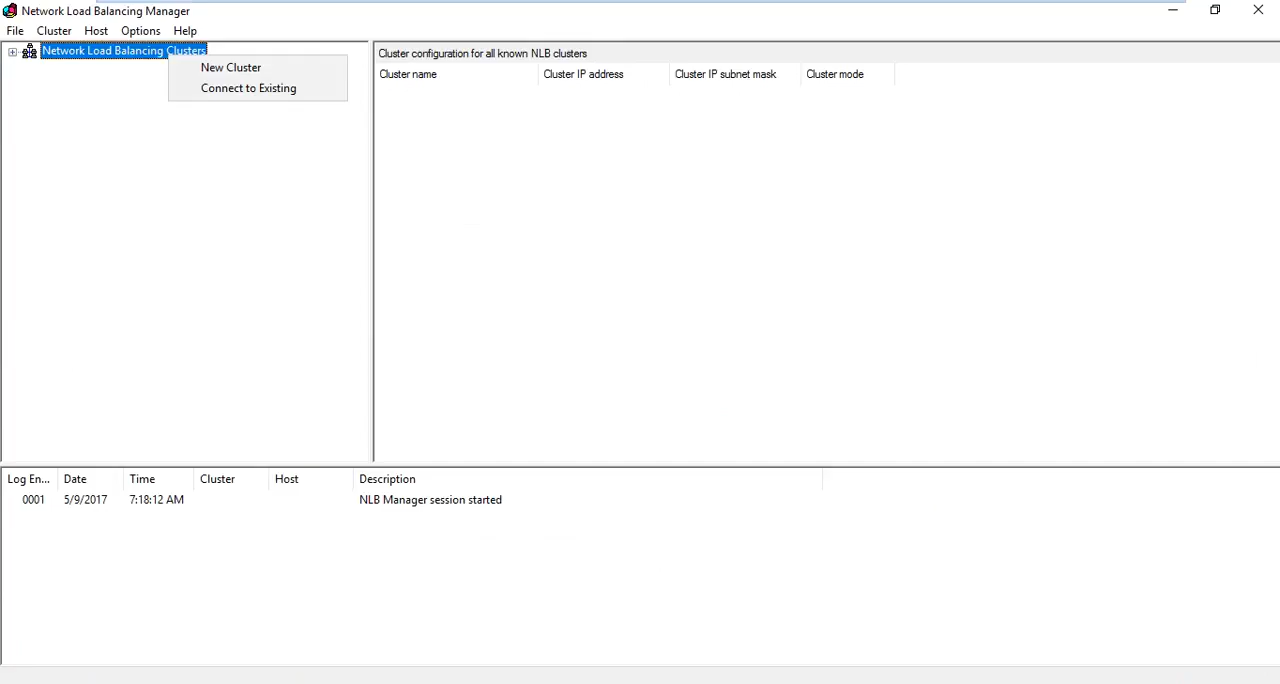 Network Load Balancing Manager
File Cluster Host Options Help
Network Load Balancing Clusters
New Cluster
Connect to Existing
Cluster configuration for all known NLB clusters
Cluster name Cluster IP address Cluster IP subnet mask Cluster mode
Log En... Date Time Cluster Host Description
0001 5/9/2017 7:18:12 AM NLB Manager session started